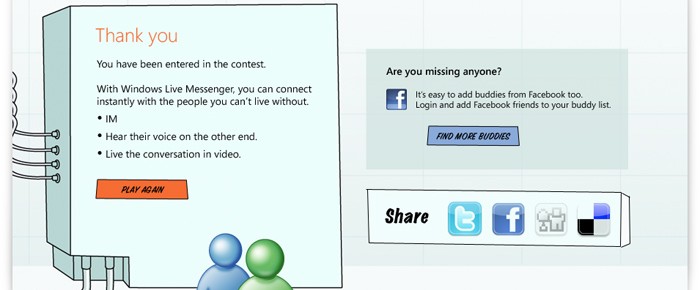 Thank you
You have been entered in the contest.
With Windows Live Messenger, you can connect
instantly with the people you can't live without.
• IM
• Hear their voice on the other end.
• Live the conversation in video.
PLAY AGAIN
Are you missing anyone?
It's easy to add buddies from Facebook too.
Login and add Facebook friends to your buddy list.
FIND MORE BUDDIES
Share